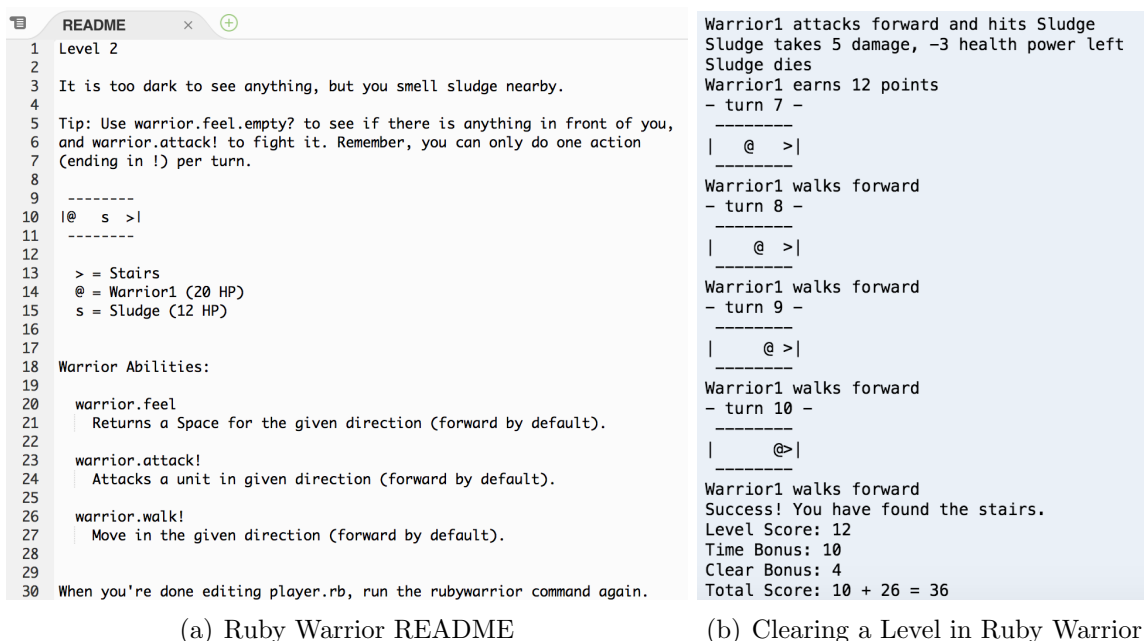 README
1 Level 2
2
3 It is too dark to see anything, but you smell sludge nearby.
4
5 Tip: Use warrior.feel.empty? to see if there is anything in front of you,
6 and warrior.attack! to fight it. Remember, you can only do one action
7 (ending in !) per turn.
8
9  --------
10 |@   s  >|
11  --------
12
13   > = Stairs
14   @ = Warrior1 (20 HP)
15   s = Sludge (12 HP)
16
17
18 Warrior Abilities:
19
20   warrior.feel
21     Returns a Space for the given direction (forward by default).
22
23   warrior.attack!
24     Attacks a unit in given direction (forward by default).
25
26   warrior.walk!
27     Move in the given direction (forward by default).
28
29
30 When you're done editing player.rb, run the rubywarrior command again.
(a) Ruby Warrior README
Warrior1 attacks forward and hits Sludge
Sludge takes 5 damage, -3 health power left
Sludge dies
Warrior1 earns 12 points
- turn 7 -
 --------
|   @   >|
 --------
Warrior1 walks forward
- turn 8 -
 --------
|    @  >|
 --------
Warrior1 walks forward
- turn 9 -
 --------
|     @ >|
 --------
Warrior1 walks forward
- turn 10 -
 --------
|      @>|
 --------
Warrior1 walks forward
Success! You have found the stairs.
Level Score: 12
Time Bonus: 10
Clear Bonus: 4
Total Score: 10 + 26 = 36
(b) Clearing a Level in Ruby Warrior